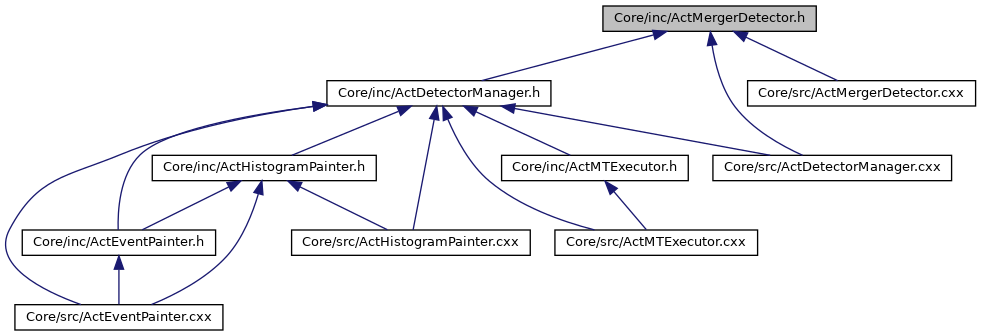 Core/inc/ActMergerDetector.h
Core/inc/ActDetectorManager.h
Core/src/ActMergerDetector.cxx
Core/inc/ActHistogramPainter.h
Core/inc/ActMTExecutor.h
Core/src/ActDetectorManager.cxx
Core/inc/ActEventPainter.h
Core/src/ActHistogramPainter.cxx
Core/src/ActMTExecutor.cxx
Core/src/ActEventPainter.cxx